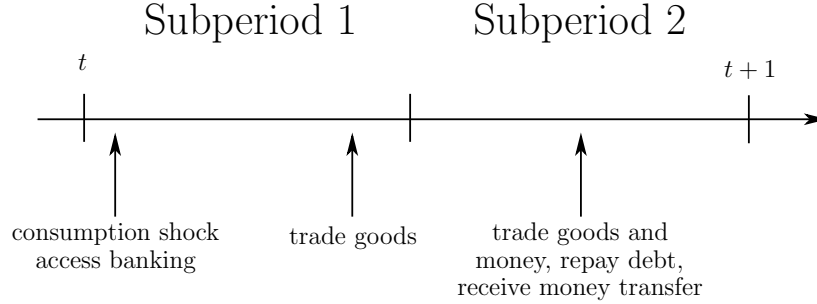 Subperiod 1
Subperiod 2
t
t + 1
consumption shock
access banking
trade goods
trade goods and
money, repay debt,
receive money transfer